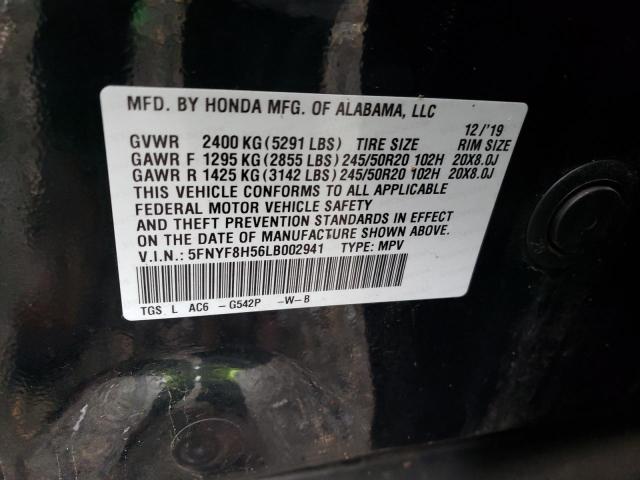 MFD. BY HONDA MFG. OF ALABAMA, LLC
12/'19
GVWR 2400 KG(5291 LBS) TIRE SIZE RIM SIZE
GAWR F 1295 KG(2855 LBS) 245/50R20 102H 20X8.0J
GAWR R 1425 KG(3142 LBS) 245/50R20 102H 20X8.0J
THIS VEHICLE CONFORMS TO ALL APPLICABLE
FEDERAL MOTOR VEHICLE SAFETY
AND THEFT PREVENTION STANDARDS IN EFFECT
ON THE DATE OF MANUFACTURE SHOWN ABOVE.
V.I.N.: 5FNYF8H56LB002941 TYPE: MPV
TGS L AC6 - G542P -W-B